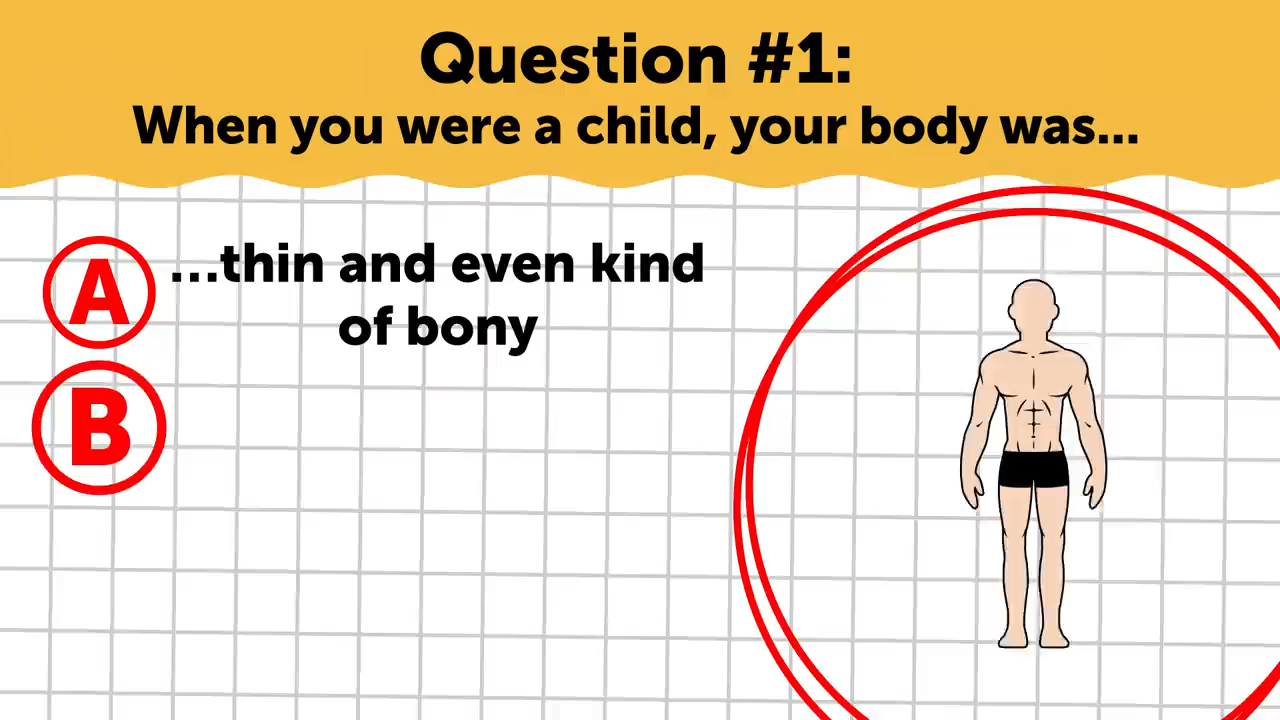 Question #1:
When you were a child, your body was...
A
...thin and even kind
of bony
B